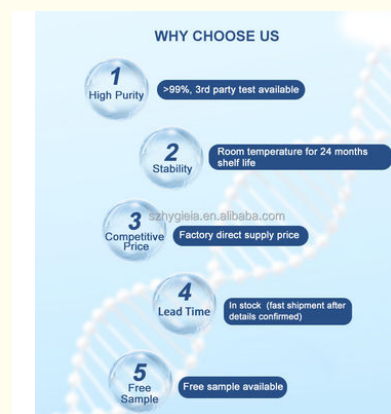 WHY CHOOSE US
1
High Purity
>99%, 3rd party test available
2
Stability
Room temperature for 24 months
shelf life
szhygieia.en.alibaba.com
3
Competitive
Price
Factory direct supply price
4
Lead Time
In stock (fast shipment after
details confirmed)
5
Free
Sample
Free sample available